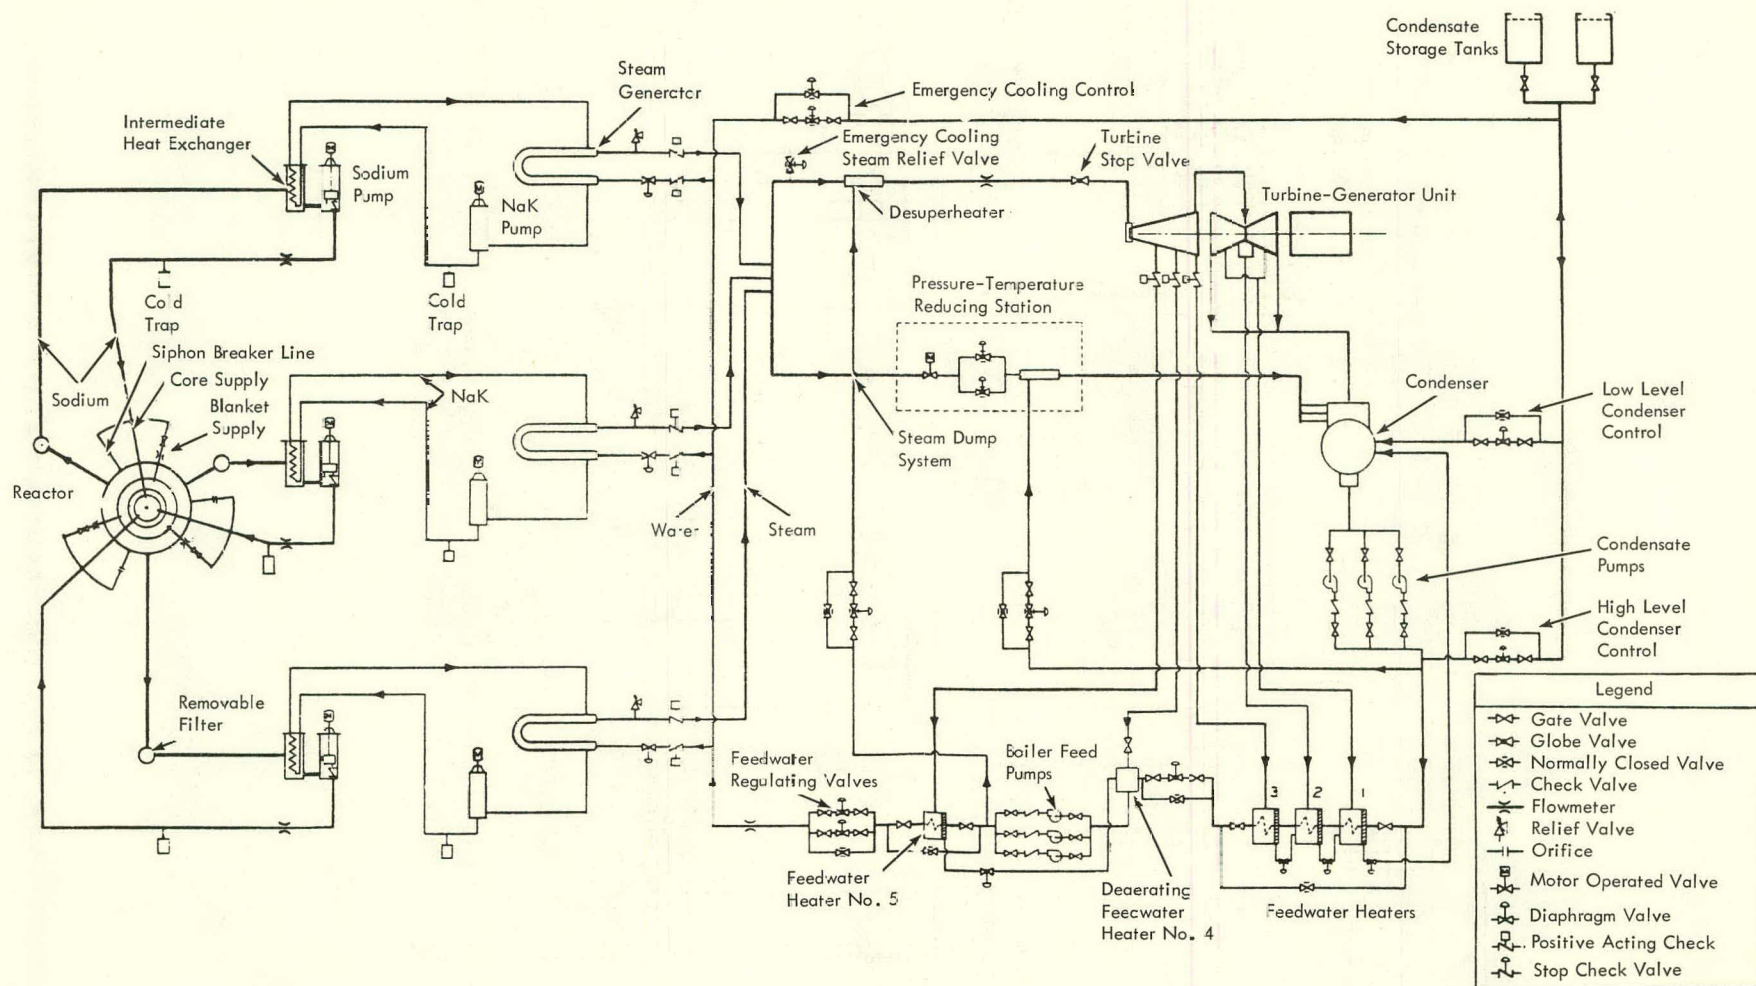 Condensate
Storage Tanks
Steam
Generator
Emergency Cooling Control
Intermediate
Heat Exchanger
Emergency Cooling
Steam Relief Valve
Turbine
Stop Valve
Sodium
Pump
NaK
Pump
Desuperheater
Turbine-Generator Unit
Cold
Trap
Cold
Trap
Pressure-Temperature
Reducing Station
Siphon Breaker Line
Core Supply
Blanket
Supply
Sodium
NaK
Condenser
Low Level
Condenser
Control
Steam Dump
System
Reactor
Water
Steam
Condensate
Pumps
High Level
Condenser
Control
Removable
Filter
Feedwater
Regulating Valves
Boiler Feed
Pumps
3
2
1
Feedwater
Heater No. 5
Deaerating
Feecwater
Heater No. 4
Feedwater Heaters
Legend
Gate Valve
Globe Valve
Normally Closed Valve
Check Valve
Flowmeter
Relief Valve
Orifice
M
Motor Operated Valve
Diaphragm Valve
Positive Acting Check
Stop Check Valve